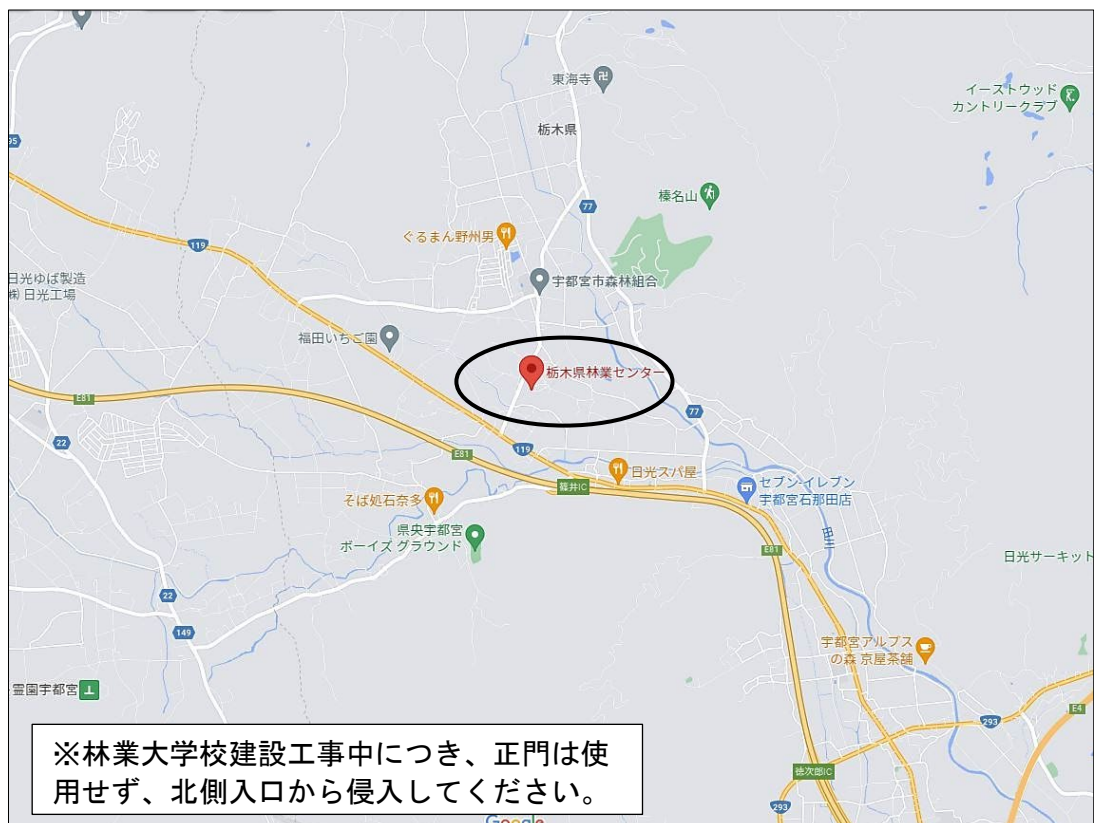 東海寺
イーストウッド
カントリークラブ
栃木県
95
榛名山
77
ぐるまん野州男
119
宇都宮市森林組合
日光ゆば製造
㈱ 日光工場
福田いちご園
栃木県林業センター
E81
77
22
119
E81
日光スパ屋
篠井IC
セブン-イレブン
宇都宮石那田店
そば処石奈多
県央宇都宮
ボーイズ グラウンド
田川
E81
日光サーキット
22
149
宇都宮アルプス
の森 京屋茶舗
霊園宇都宮
293
E4
※林業大学校建設工事中につき、正門は使
用せず、北側入口から侵入してください。
徳次郎IC
293
Google